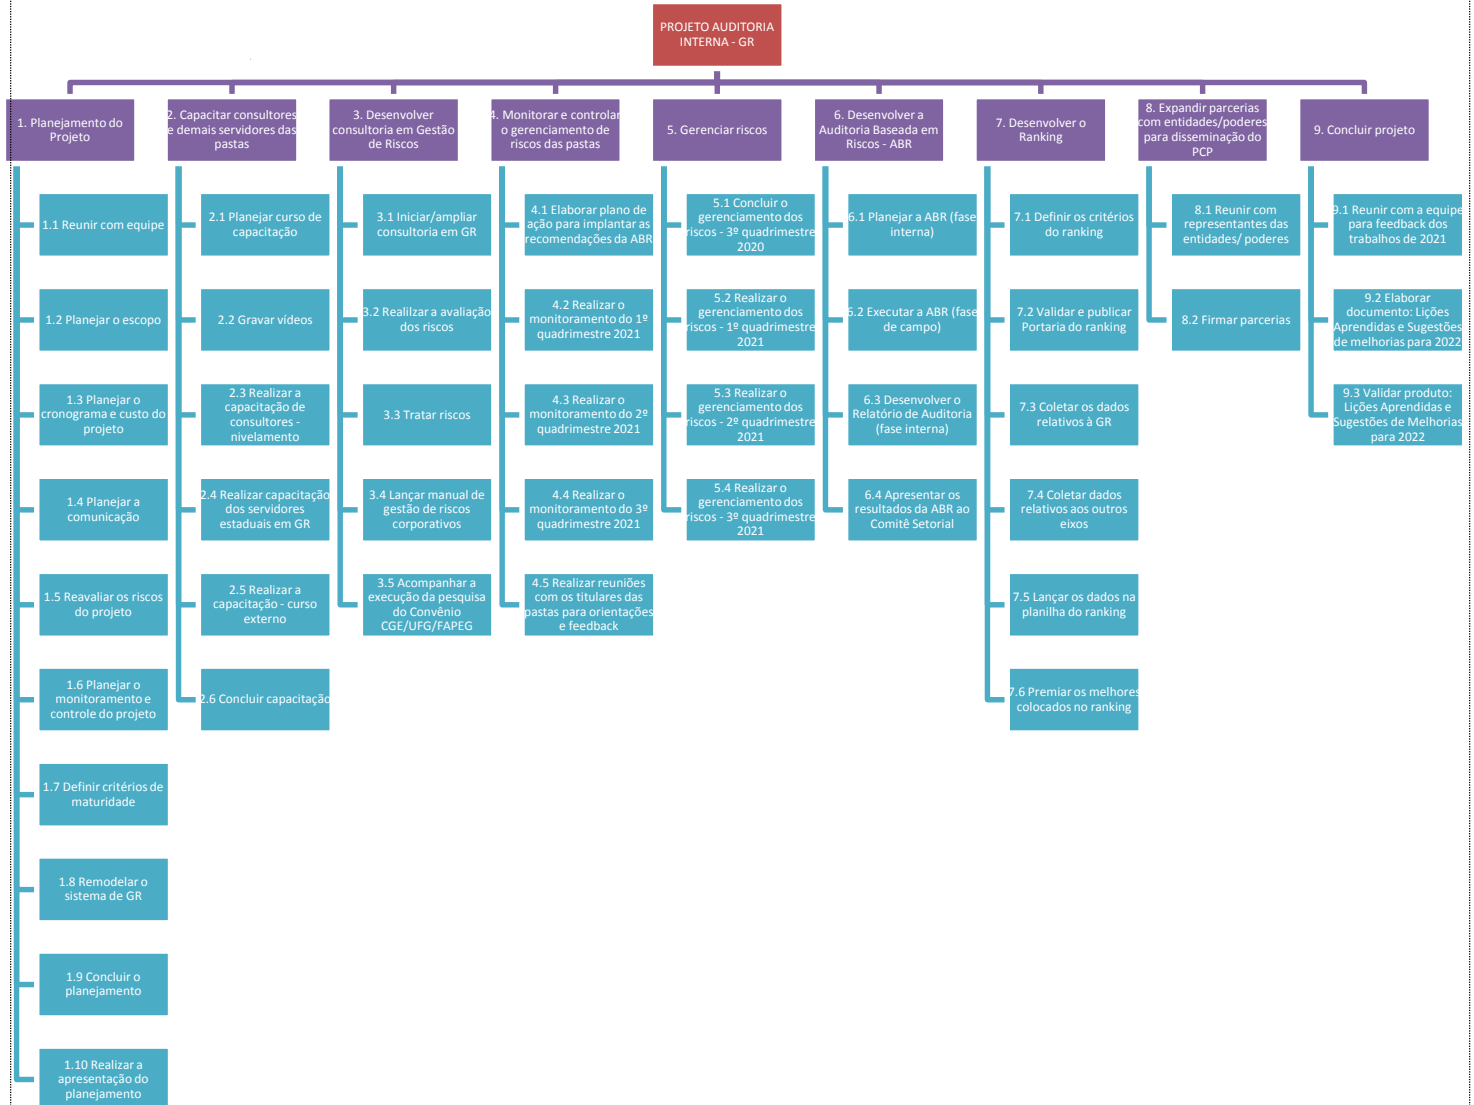 PROJETO AUDITORIA
INTERNA - GR
1. Planejamento do
Projeto
2. Capacitar consultores
e demais servidores das
pastas
3. Desenvolver
consultoria em Gestão
de Riscos
4. Monitorar e controlar
o gerenciamento de
riscos das pastas
5. Gerenciar riscos
6. Desenvolver a
Auditoria Baseada em
Riscos - ABR
7. Desenvolver o
Ranking
8. Expandir parcerias
com entidades/poderes
para disseminação do
PCP
9. Concluir projeto
1.1 Reunir com equipe
1.2 Planejar o escopo
1.3 Planejar o
cronograma e custo do
projeto
1.4 Planejar a
comunicação
1.5 Reavaliar os riscos
do projeto
1.6 Planejar o
monitoramento e
controle do projeto
1.7 Definir critérios de
maturidade
1.8 Remodelar o
sistema de GR
1.9 Concluir o
planejamento
1.10 Realizar a
apresentação do
planejamento
2.1 Planejar curso de
capacitação
2.2 Gravar vídeos
2.3 Realizar a
capacitação de
consultores -
nivelamento
2.4 Realizar capacitação
dos servidores
estaduais em GR
2.5 Realizar a
capacitação - curso
externo
2.6 Concluir capacitação
3.1 Iniciar/ampliar
consultoria em GR
3.2 Realilzar a avaliação
dos riscos
3.3 Tratar riscos
3.4 Lançar manual de
gestão de riscos
corporativos
3.5 Acompanhar a
execução da pesquisa
do Convênio
CGE/UFG/FAPEG
4.1 Elaborar plano de
ação para implantar as
recomendações da ABR
4.2 Realizar o
monitoramento do 1º
quadrimestre 2021
4.3 Realizar o
monitoramento do 2º
quadrimestre 2021
4.4 Realizar o
monitoramento do 3º
quadrimestre 2021
4.5 Realizar reuniões
com os titulares das
pastas para orientações
e feedback
5.1 Concluir o
gerenciamento dos
riscos - 3º quadrimestre
2020
5.2 Realizar o
gerenciamento dos
riscos - 1º quadrimestre
2021
5.3 Realizar o
gerenciamento dos
riscos - 2º quadrimestre
2021
5.4 Realizar o
gerenciamento dos
riscos - 3º quadrimestre
2021
6.1 Planejar a ABR (fase
interna)
6.2 Executar a ABR (fase
de campo)
6.3 Desenvolver o
Relatório de Auditoria
(fase interna)
6.4 Apresentar os
resultados da ABR ao
Comitê Setorial
7.1 Definir os critérios
do ranking
7.2 Validar e publicar
Portaria do ranking
7.3 Coletar os dados
relativos à GR
7.4 Coletar dados
relativos aos outros
eixos
7.5 Lançar os dados na
planilha do ranking
7.6 Premiar os melhores
colocados no ranking
8.1 Reunir com
representantes das
entidades/ poderes
8.2 Firmar parcerias
9.1 Reunir com a equipe
para feedback dos
trabalhos de 2021
9.2 Elaborar
documento: Lições
Aprendidas e Sugestões
de melhorias para 2022
9.3 Validar produto:
Lições Aprendidas e
Sugestões de Melhorias
para 2022